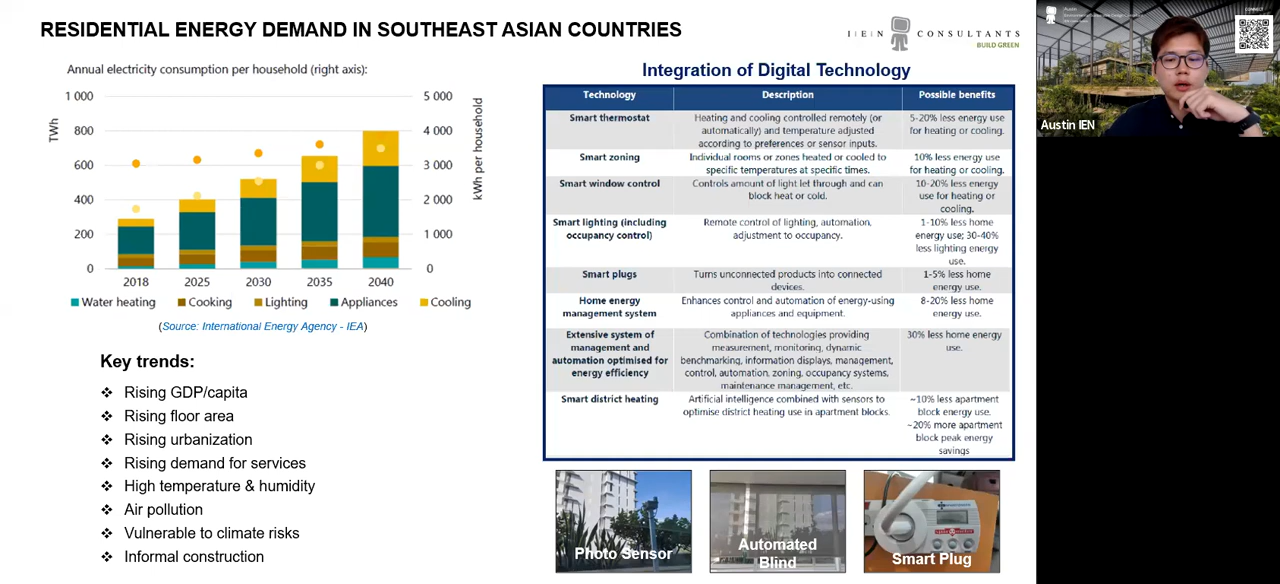 RESIDENTIAL ENERGY DEMAND IN SOUTHEAST ASIAN COUNTRIES
IEN CONSULTANTS
BUILD GREEN
Annual electricity consumption per household (right axis):
TWh
1 000
800
600
400
200
0
5 000
4 000
3 000
2 000
1 000
0
kWh per household
2018 2025 2030 2035 2040
Water heating Cooking Lighting Appliances Cooling
(Source: International Energy Agency - IEA)
Key trends:
Rising GDP/capita
Rising floor area
Rising urbanization
Rising demand for services
High temperature & humidity
Air pollution
Vulnerable to climate risks
Informal construction
Integration of Digital Technology
Technology Description Possible benefits
Smart thermostat
Heating and cooling controlled remotely (or
automatically) and temperature adjusted
according to preferences or sensor inputs.
5-20% less energy use
for heating or cooling.
Smart zoning
Individual rooms or zones heated or cooled to
specific temperatures at specific times.
10% less energy use
for heating or cooling.
Smart window control
Controls amount of light let through and can
block heat or cold.
10-20% less energy
use for heating or
cooling.
Smart lighting (including
occupancy control)
Remote control of lighting, automation,
adjustment to occupancy.
1-10% less home
energy use; 30-40%
less lighting energy
use.
Smart plugs
Turns unconnected products into connected
devices.
1-5% less home
energy use.
Home energy
management system
Enhances control and automation of energy-using
appliances and equipment.
8-20% less home
energy use.
Extensive system of
management and
automation optimised for
energy efficiency
Combination of technologies providing
measurement, monitoring, dynamic
benchmarking, information displays, management,
control, automation, zoning, occupancy systems,
maintenance management, etc.
30% less home energy
use.
Smart district heating
Artificial intelligence combined with sensors to
optimise district heating use in apartment blocks.
~10% less apartment
block energy use.
~20% more apartment
block peak energy
savings
Photo Sensor
Automated
Blind
Smart Plug
CONNECT
Austin IEN